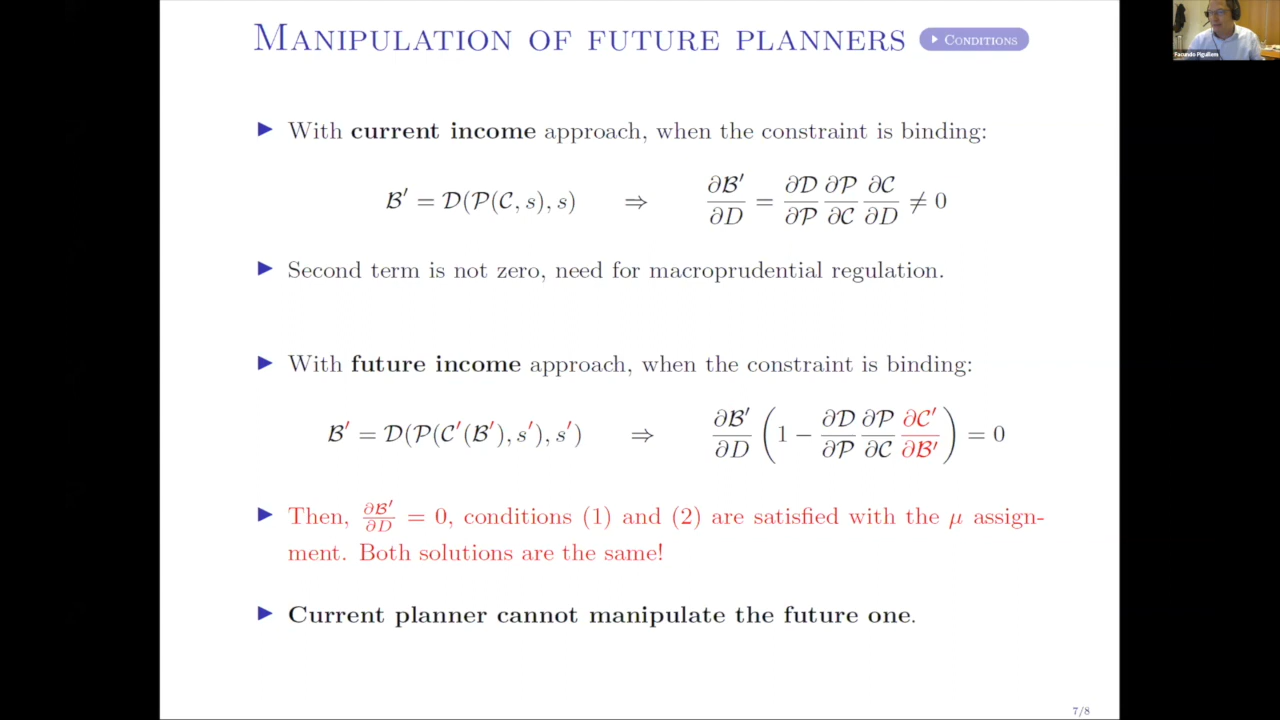 MANIPULATION OF FUTURE PLANNERS ▶ CONDITIONS
▶ With current income approach, when the constraint is binding:
ℬ′ = 𝒟(𝒫(𝒞, s), s) ⇒ ∂ℬ′/∂D = ∂𝒟/∂𝒫 ∂𝒫/∂𝒞 ∂𝒞/∂D ≠ 0
▶ Second term is not zero, need for macroprudential regulation.
▶ With future income approach, when the constraint is binding:
ℬ′ = 𝒟(𝒫(𝒞′(ℬ′), s′), s′) ⇒ ∂ℬ′/∂D (1 − ∂𝒟/∂𝒫 ∂𝒫/∂𝒞 ∂𝒞′/∂ℬ′) = 0
▶ Then, ∂ℬ′/∂D = 0, conditions (1) and (2) are satisfied with the μ assign-
ment. Both solutions are the same!
▶ Current planner cannot manipulate the future one.
7/8
Facundo Piguillem